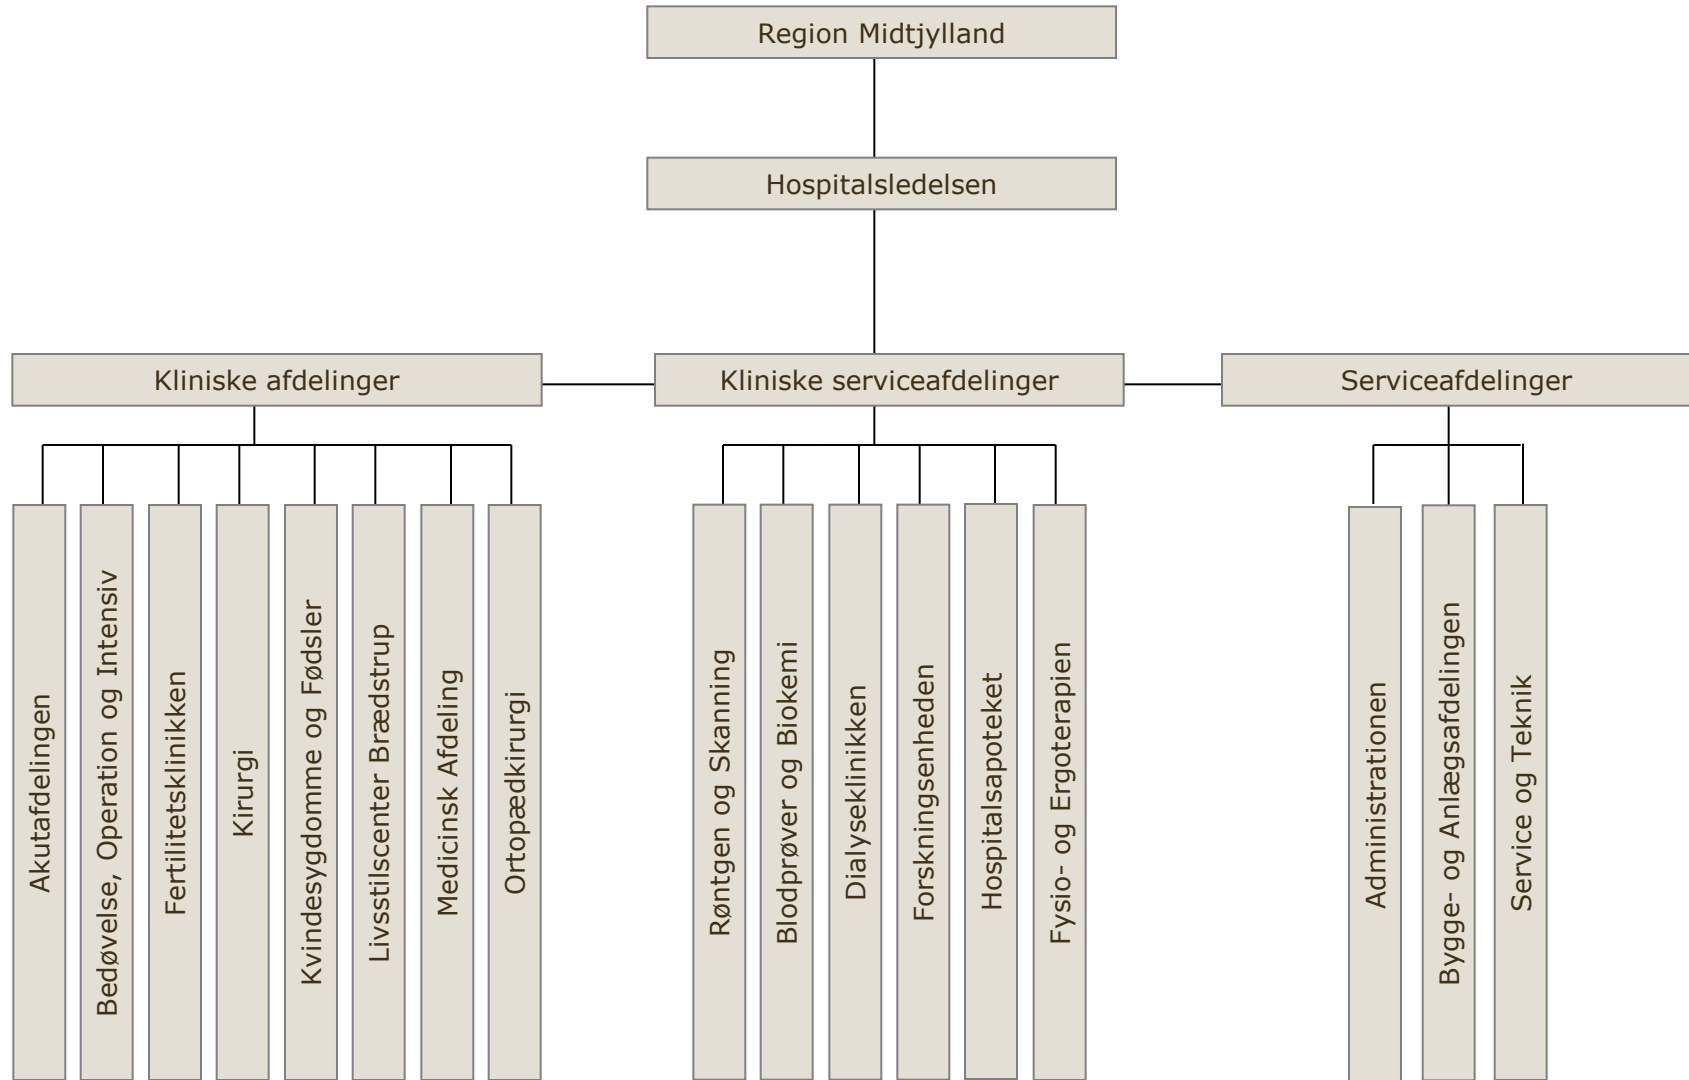 Region Midtjylland
Hospitalsledelsen
Kliniske afdelinger
Kliniske serviceafdelinger
Serviceafdelinger
Akutafdelingen
Bedøvelse, Operation og Intensiv
Fertilitetsklinikken
Kirurgi
Kvindesygdomme og Fødsler
Livsstilscenter Brædstrup
Medicinsk Afdeling
Ortopædkirurgi
Røntgen og Skanning
Blodprøver og Biokemi
Dialyseklinikken
Forskningsenheden
Hospitalsapoteket
Fysio- og Ergoterapien
Administrationen
Bygge- og Anlægsafdelingen
Service og Teknik